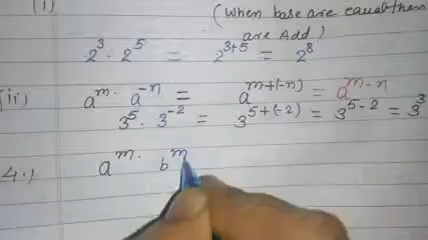 (i) (When base are equal then
are Add)
2³ · 2⁵ = 2³⁺⁵ = 2⁸
(ii) aᵐ · a⁻ⁿ = aᵐ⁺⁽⁻ⁿ⁾ = aᵐ⁻ⁿ
3⁵ · 3⁻² = 3⁵⁺⁽⁻²⁾ = 3⁵⁻² = 3³
4.) aᵐ · bᵐ